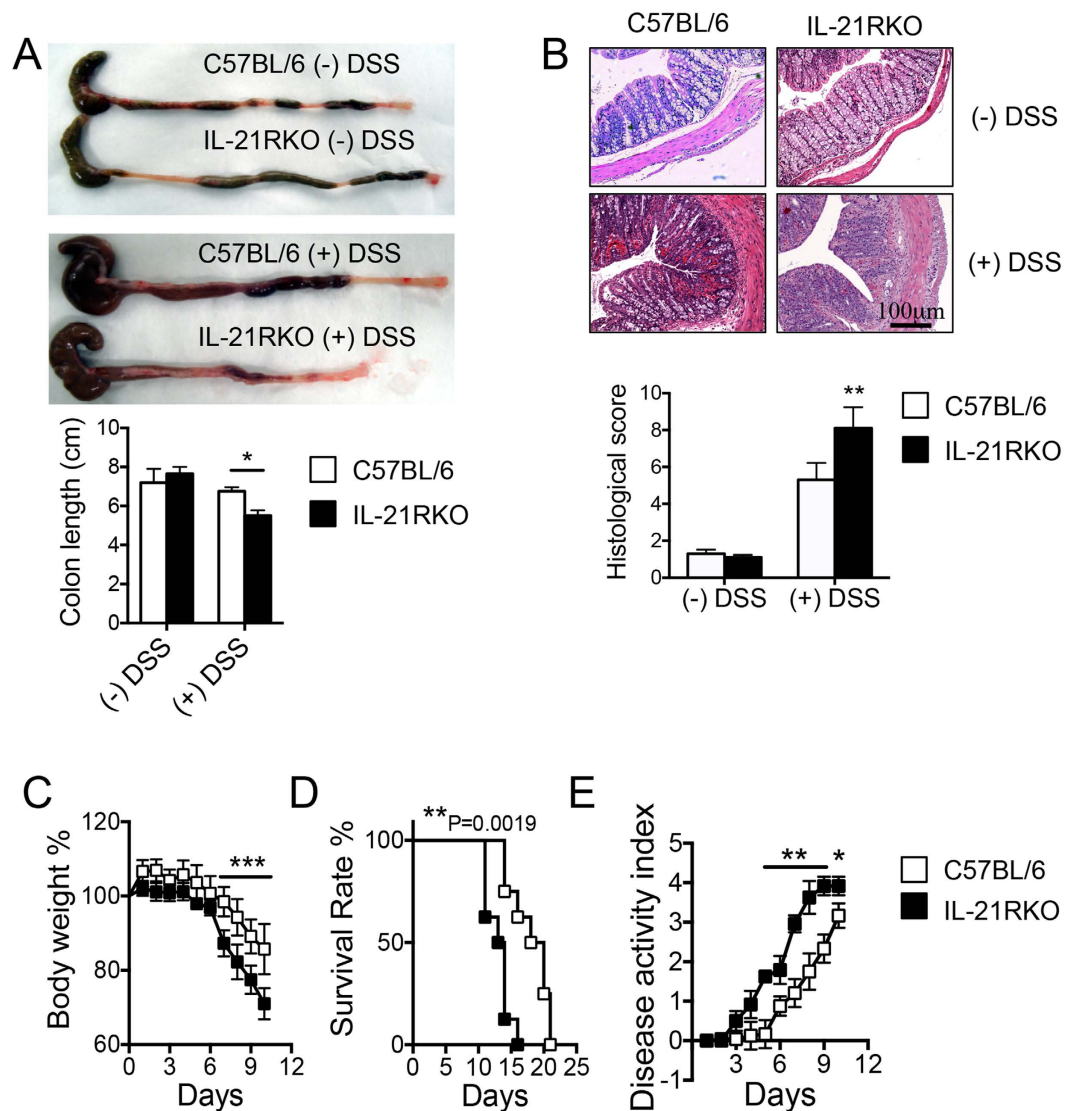 A
C57BL/6 (-) DSS
IL-21RKO (-) DSS
C57BL/6 (+) DSS
IL-21RKO (+) DSS
Colon length (cm)
10
8
6
4
2
0
*
(-) DSS
(+) DSS
C57BL/6
IL-21RKO
B
C57BL/6
IL-21RKO
(-) DSS
(+) DSS
100μm
Histological score
10
8
6
4
2
0
**
(-) DSS
(+) DSS
C57BL/6
IL-21RKO
C
Body weight %
120
100
80
60
***
0
3
6
9
12
Days
D
Survival Rate %
**P=0.0019
100
50
0
0
5
10
15
20
25
Days
E
Disease activity index
5
4
3
2
1
0
-1
** *
3
6
9
12
Days
C57BL/6
IL-21RKO